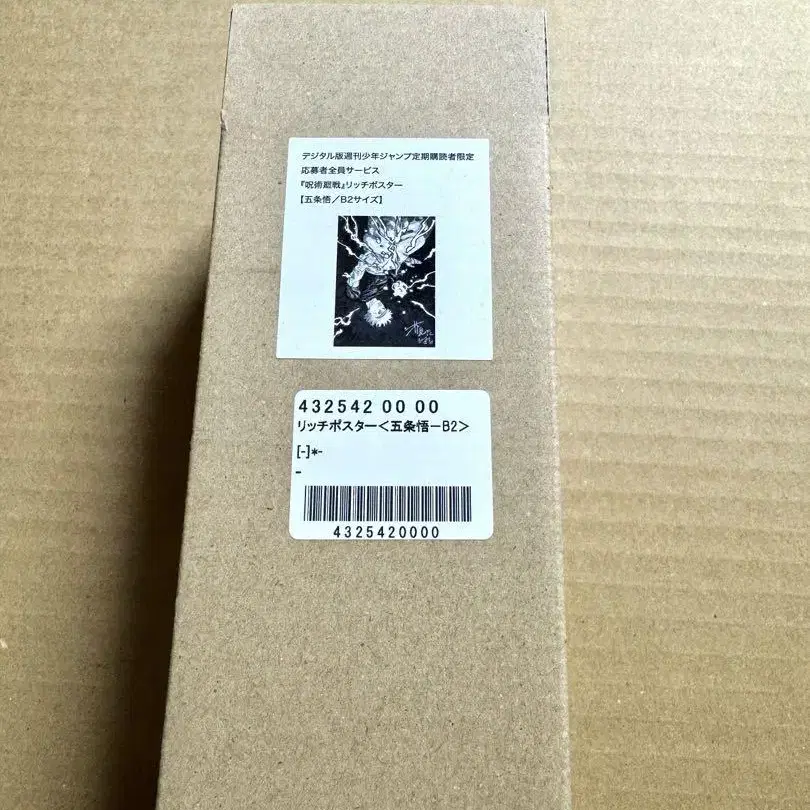 デジタル版週刊少年ジャンプ定期購読者限定
応募者全員サービス
『呪術廻戦』リッチポスター
【五条悟／B2サイズ】
432542 00 00
リッチポスター＜五条悟－B2＞
[-]*-
-
4325420000